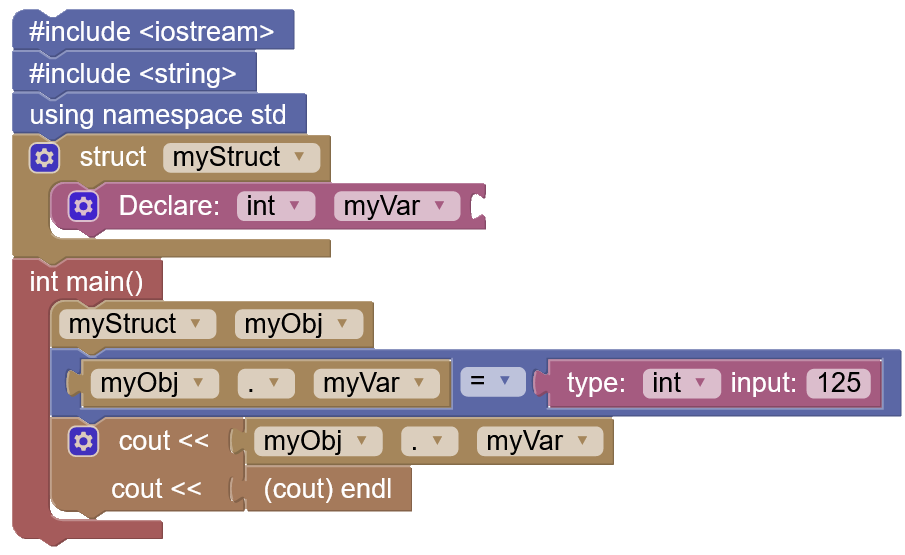 #include <iostream>
#include <string>
using namespace std
struct myStruct
Declare: int myVar
int main()
myStruct myObj
myObj . myVar = type: int input: 125
cout << myObj . myVar
cout << (cout) endl